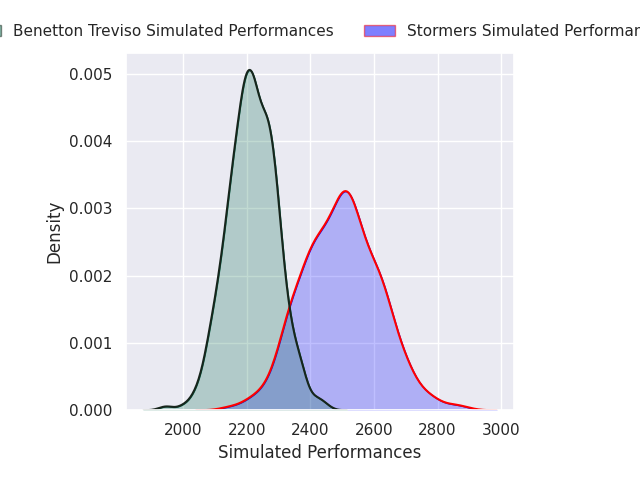 Benetton Treviso Simulated Performances
Stormers Simulated
0.005
0.004
0.003
0.002
0.001
0.000
Density
2000 2200 2400 2600 2800 3000
Simulated Performances